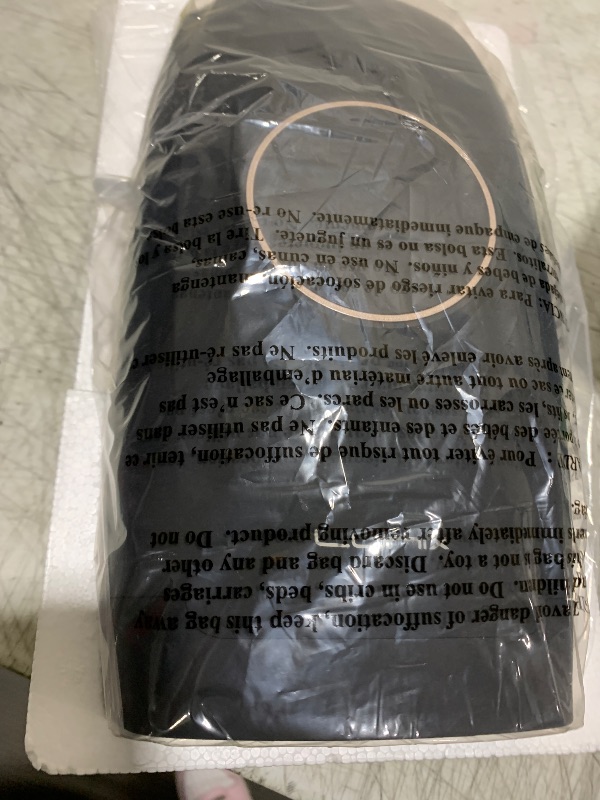 avoid danger of suffocation, keep this bag away
children. Do not use in cribs, beds, carriages
bag is not a toy. Discard bag and other
immediately after removing product. Do not
Pour éviter tout risque de suffocation, tenir ce
des bébés et des enfants. Ne pas utiliser dans
lits, les carrosses ou les parcs. Ce sac n'est pas
ce sac ou tout autre matériau d'emballage
après avoir enlevé les produits. Ne pas ré-utiliser
Para evitar riesgo de sofocación, mantenga
de bebés y niños. No use en cunas, camas,
Esta bolsa no es un juguete. Tire la bolsa y lo
de empaque inmediatamente. No re-use esta